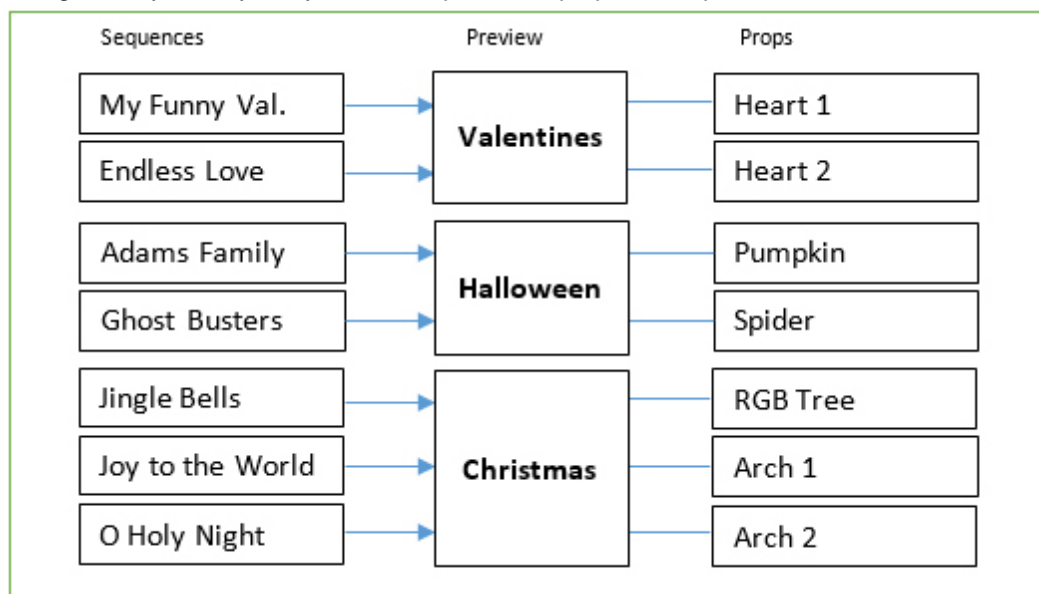 Sequences Preview Props
My Funny Val. Valentines Heart 1
Endless Love Heart 2
Adams Family Halloween Pumpkin
Ghost Busters Spider
Jingle Bells RGB Tree
Joy to the World Christmas Arch 1
O Holy Night Arch 2